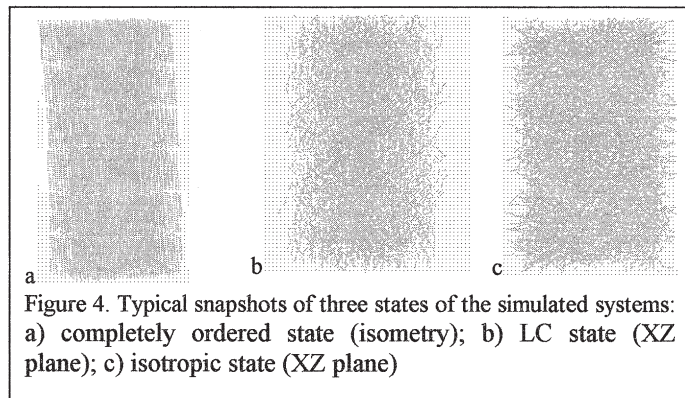 a
b
c
Figure 4. Typical snapshots of three states of the simulated systems:
a) completely ordered state (isometry); b) LC state (XZ
plane); c) isotropic state (XZ plane)